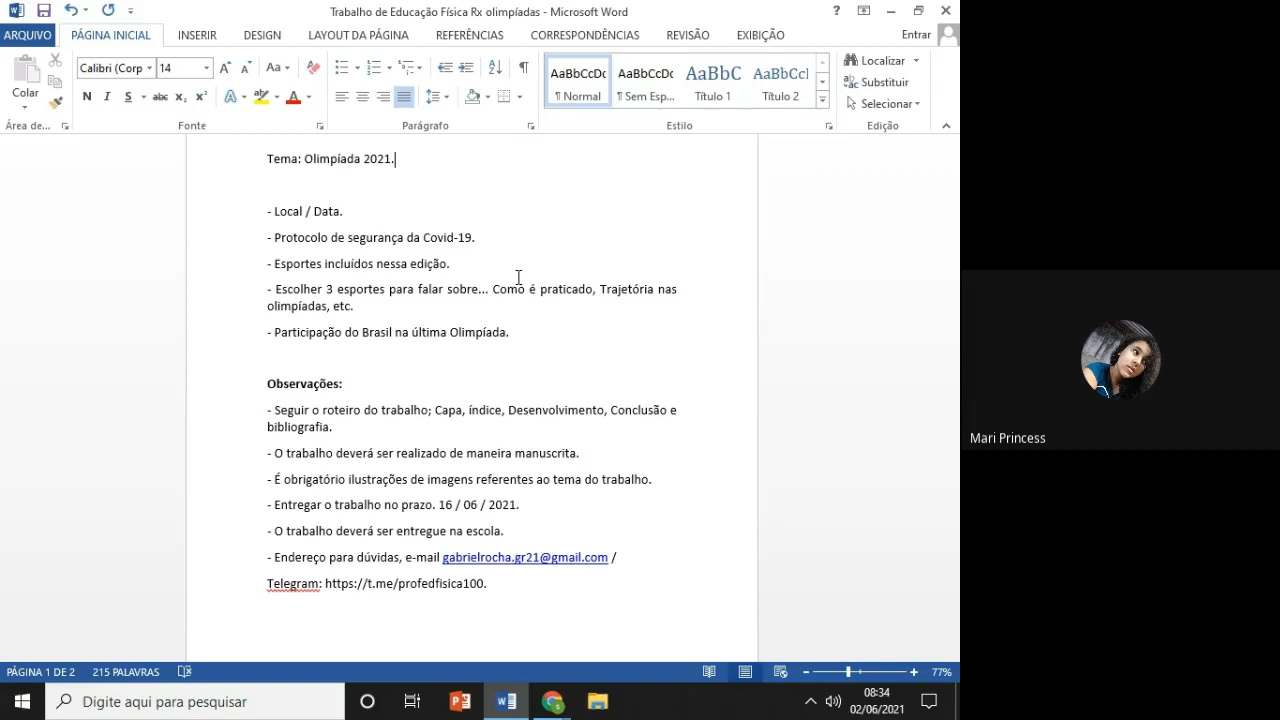 Trabalho de Educação Física Rx olimpíadas - Microsoft Word
ARQUIVO PÁGINA INICIAL INSERIR DESIGN LAYOUT DA PÁGINA REFERÊNCIAS CORRESPONDÊNCIAS REVISÃO EXIBIÇÃO Entrar
Colar
Calibri (Corp 14
Aa
N I S abc x₂ x²
AaBbCcDc AaBbCcDc AaBbC AaBbCcI
¶ Normal ¶ Sem Esp... Título 1 Título 2
Localizar
Substituir
Selecionar
Área de... Fonte Parágrafo Estilo Edição
Tema: Olimpíada 2021.
- Local / Data.
- Protocolo de segurança da Covid-19.
- Esportes incluídos nessa edição.
- Escolher 3 esportes para falar sobre... Como é praticado, Trajetória nas
olimpíadas, etc.
- Participação do Brasil na última Olimpíada.
Observações:
- Seguir o roteiro do trabalho; Capa, índice, Desenvolvimento, Conclusão e
bibliografia.
- O trabalho deverá ser realizado de maneira manuscrita.
- É obrigatório ilustrações de imagens referentes ao tema do trabalho.
- Entregar o trabalho no prazo. 16 / 06 / 2021.
- O trabalho deverá ser entregue na escola.
- Endereço para dúvidas, e-mail gabrielrocha.gr21@gmail.com /
Telegram: https://t.me/profedfisica100.
Mari Princess
PÁGINA 1 DE 2 215 PALAVRAS 77%
Digite aqui para pesquisar
08:34
02/06/2021